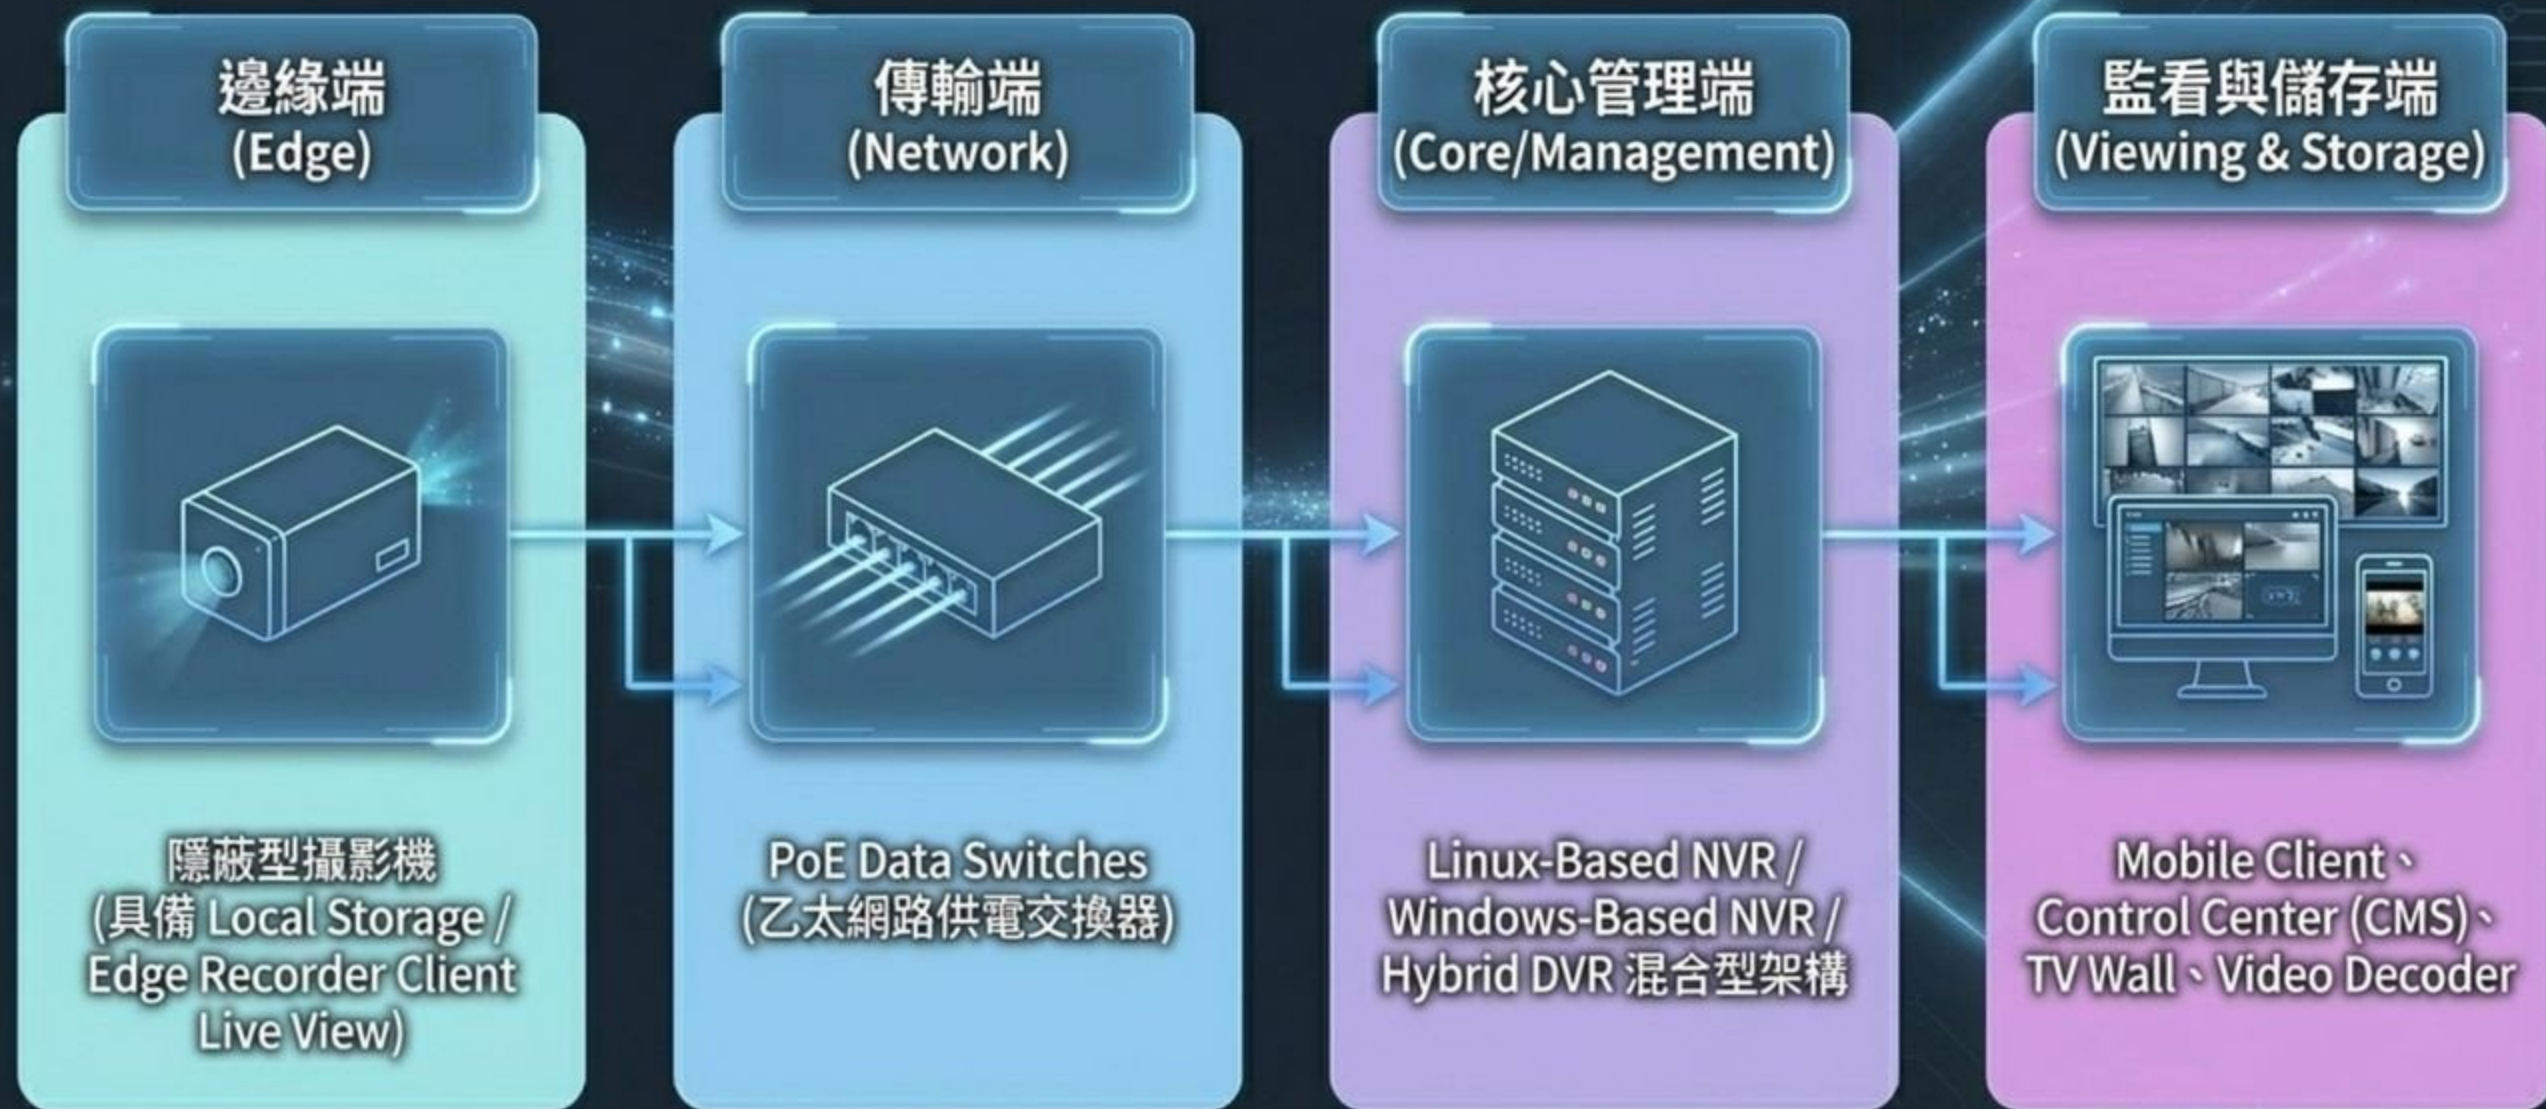 邊緣端
(Edge)
隱蔽型攝影機
(具備 Local Storage /
Edge Recorder Client
Live View)
傳輸端
(Network)
PoE Data Switches
(乙太網路供電交換器)
核心管理端
(Core/Management)
Linux-Based NVR /
Windows-Based NVR /
Hybrid DVR 混合型架構
監看與儲存端
(Viewing & Storage)
Mobile Client、
Control Center (CMS)、
TV Wall、Video Decoder